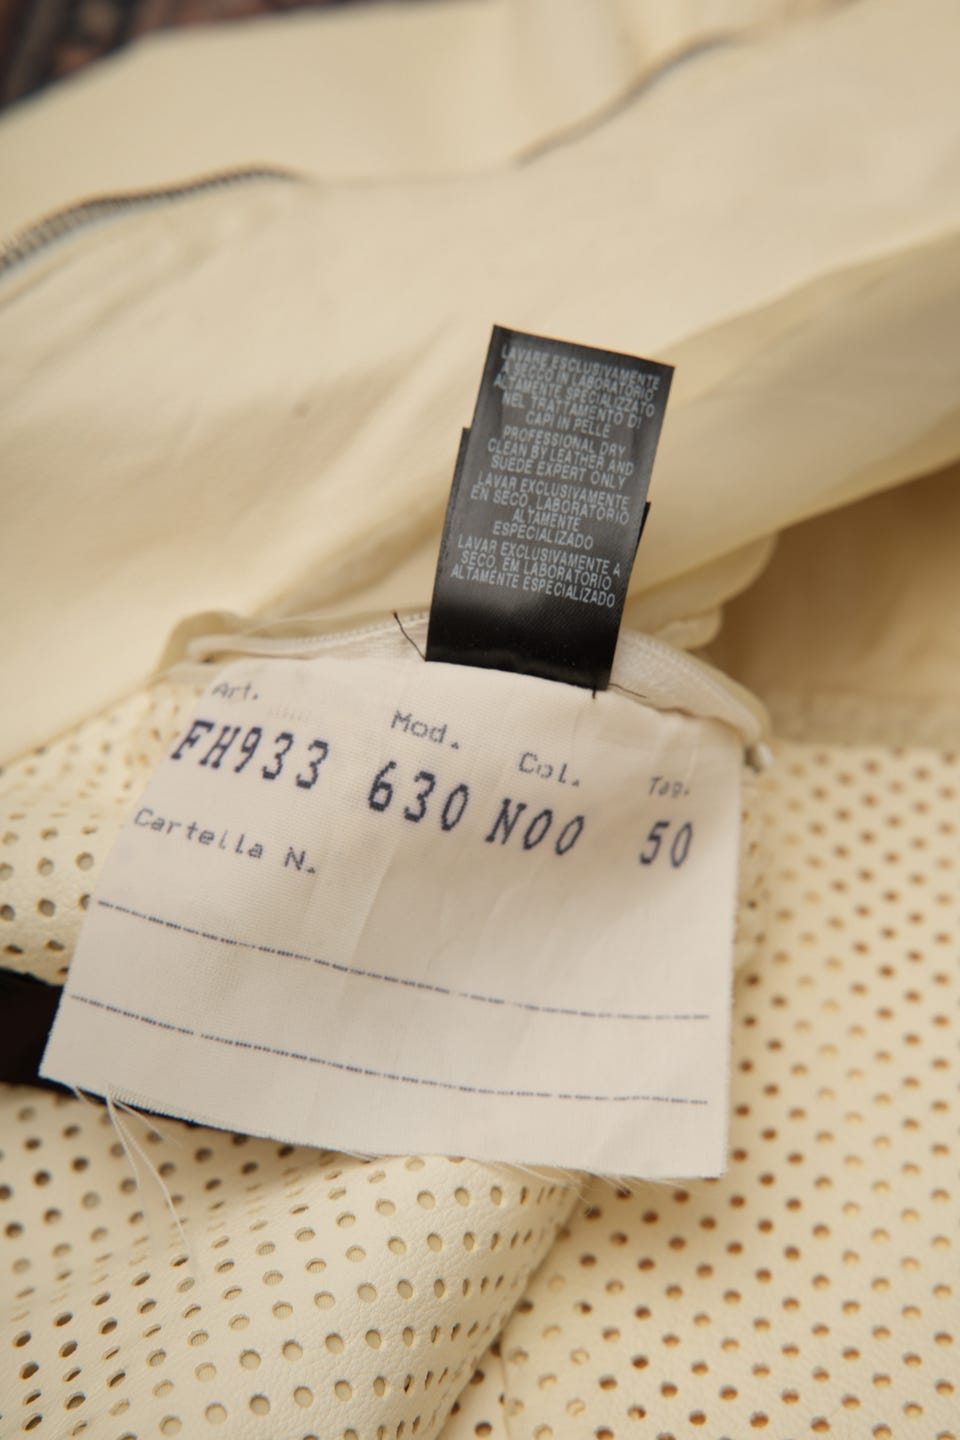 LAVARE ESCLUSIVAMENTE
A SECCO IN LABORATORIO
ALTAMENTE SPECIALIZZATO
NEL TRATTAMENTO DI
CAPI IN PELLE
PROFESSIONAL DRY
CLEAN BY LEATHER AND
SUEDE EXPERT ONLY
LAVAR EXCLUSIVAMENTE
EN SECO, LABORATORIO
ALTAMENTE
ESPECIALIZADO
LAVAR EXCLUSIVAMENTE A
SECO, EM LABORATORIO
ALTAMENTE ESPECIALIZADO
Art. Mod. Col. Tag.
FH933 630 N00 50
Cartella N.